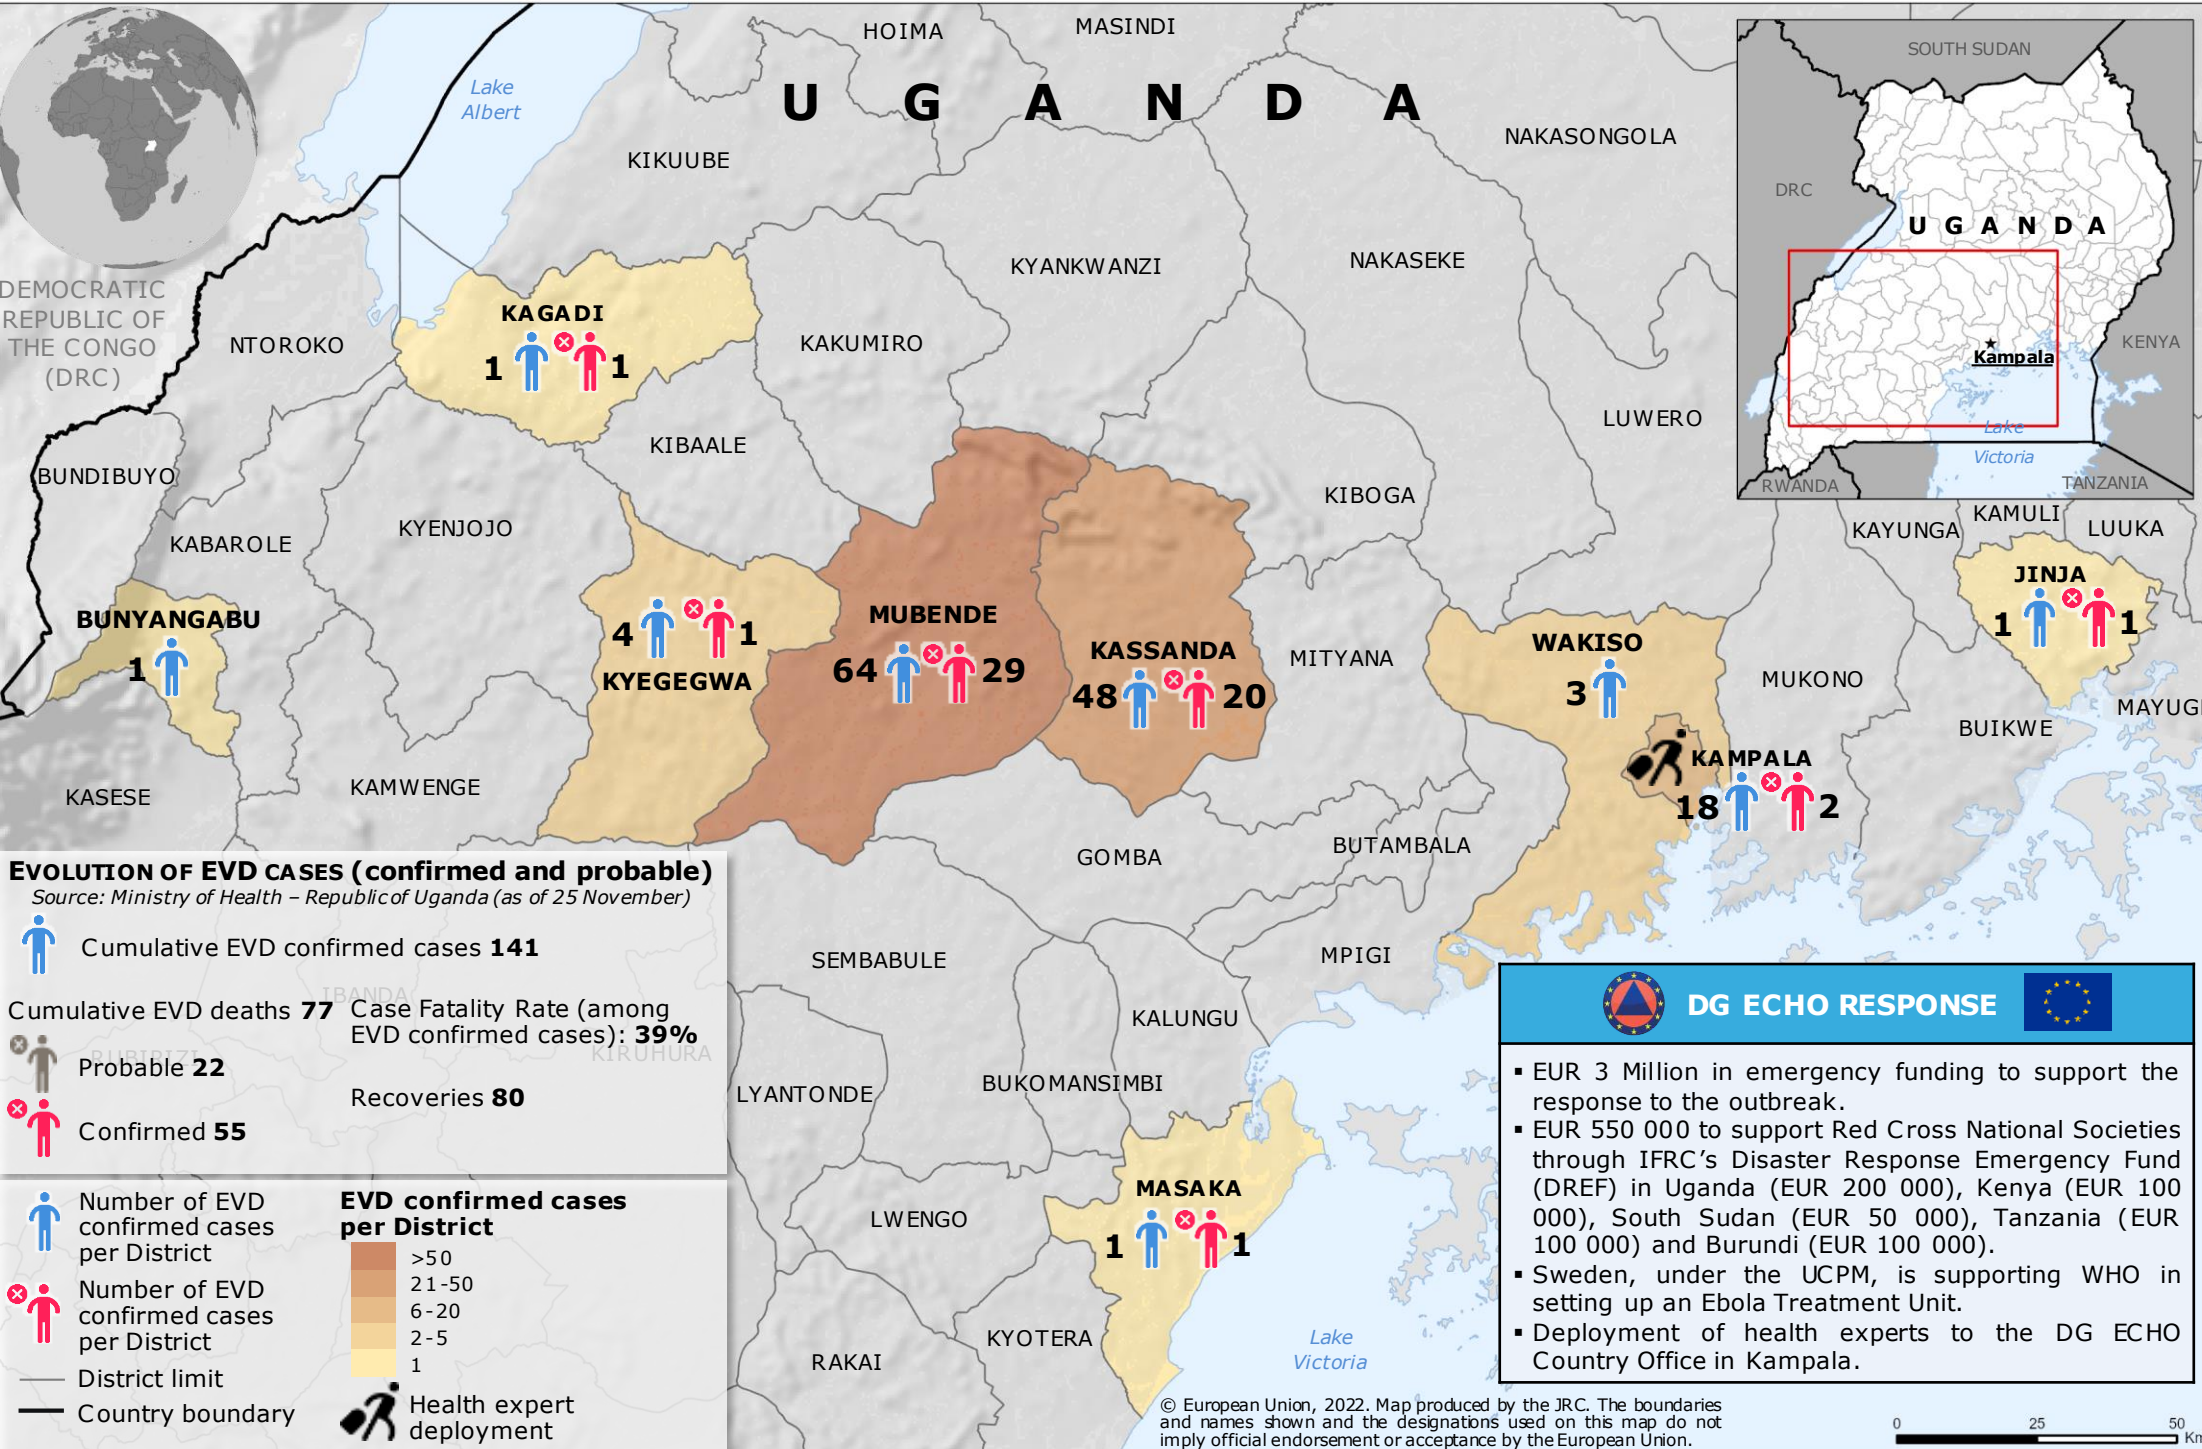 HOIMA
MASINDI
SOUTH SUDAN
Lake
Albert
U G A N D A
NAKASONGOLA
KIKUUBE
DRC
U G A N D A
KYANKWANZI
NAKASEKE
DEMOCRATIC
REPUBLIC OF
THE CONGO
(DRC)
KAGADI
1 1
NTOROKO
KAKUMIRO
KENYA
Kampala
LUWERO
Lake
Victoria
KIBAALE
BUNDIBUYO
RWANDA
TANZANIA
KIBOGA
KYENJOJO
KABAROLE
KAYUNGA
KAMULI
LUUKA
JINJA
1 1
BUNYANGABU
1
4 1
KYEGEGWA
MUBENDE
64 29
KASSANDA
48 20
MITYANA
WAKISO
3
MUKONO
MAYUG
BUIKWE
KAMPALA
18 2
KASESE
KAMWENGE
GOMBA
BUTAMBALA
EVOLUTION OF EVD CASES (confirmed and probable)
Source: Ministry of Health – Republic of Uganda (as of 25 November)
Cumulative EVD confirmed cases 141
IBANDA
Cumulative EVD deaths 77
Case Fatality Rate (among
EVD confirmed cases): 39%
RUBIRIZI
KIRUHURA
Probable 22
Recoveries 80
Confirmed 55
SEMBABULE
MPIGI
KALUNGU
BUKOMANSIMBI
LYANTONDE
MASAKA
1 1
LWENGO
KYOTERA
RAKAI
Lake
Victoria
DG ECHO RESPONSE
▪ EUR 3 Million in emergency funding to support the
response to the outbreak.
▪ EUR 550 000 to support Red Cross National Societies
through IFRC’s Disaster Response Emergency Fund
(DREF) in Uganda (EUR 200 000), Kenya (EUR 100
000), South Sudan (EUR 50 000), Tanzania (EUR
100 000) and Burundi (EUR 100 000).
▪ Sweden, under the UCPM, is supporting WHO in
setting up an Ebola Treatment Unit.
▪ Deployment of health experts to the DG ECHO
Country Office in Kampala.
Number of EVD
confirmed cases
per District
Number of EVD
confirmed cases
per District
District limit
Country boundary
EVD confirmed cases
per District
>50
21-50
6-20
2-5
1
Health expert
deployment
© European Union, 2022. Map produced by the JRC. The boundaries
and names shown and the designations used on this map do not
imply official endorsement or acceptance by the European Union.
0 25 50
Km